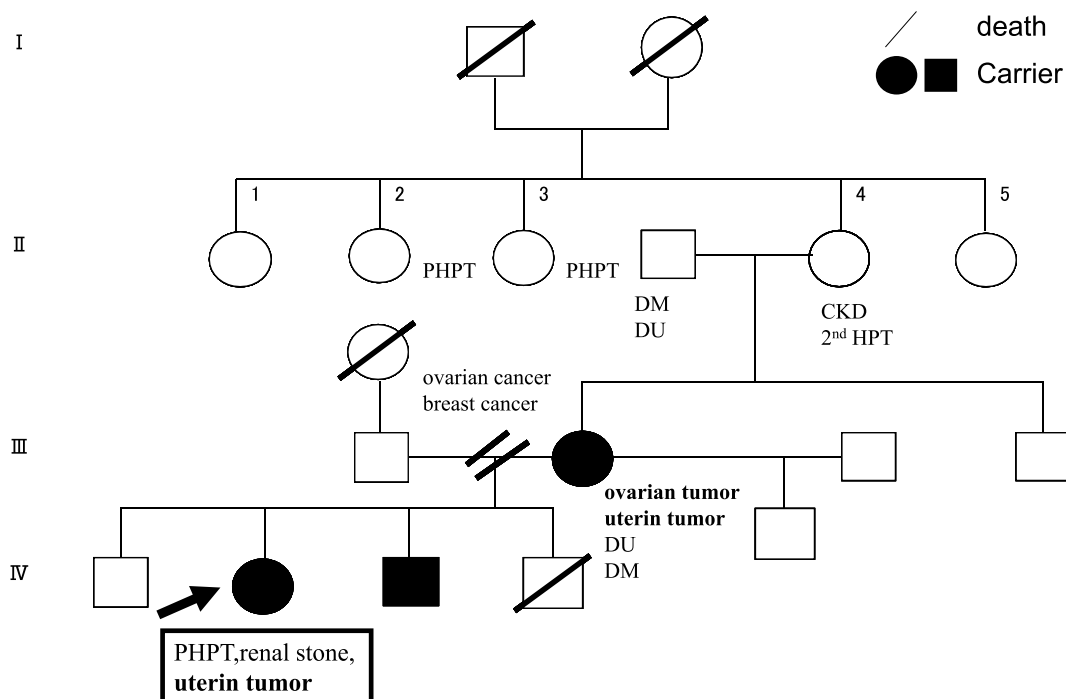 I
death
Carrier
1
2
3
4
5
II
PHPT
PHPT
DM
DU
CKD
2nd HPT
ovarian cancer
breast cancer
III
ovarian tumor
uterin tumor
DU
DM
IV
PHPT,renal stone,
uterin tumor